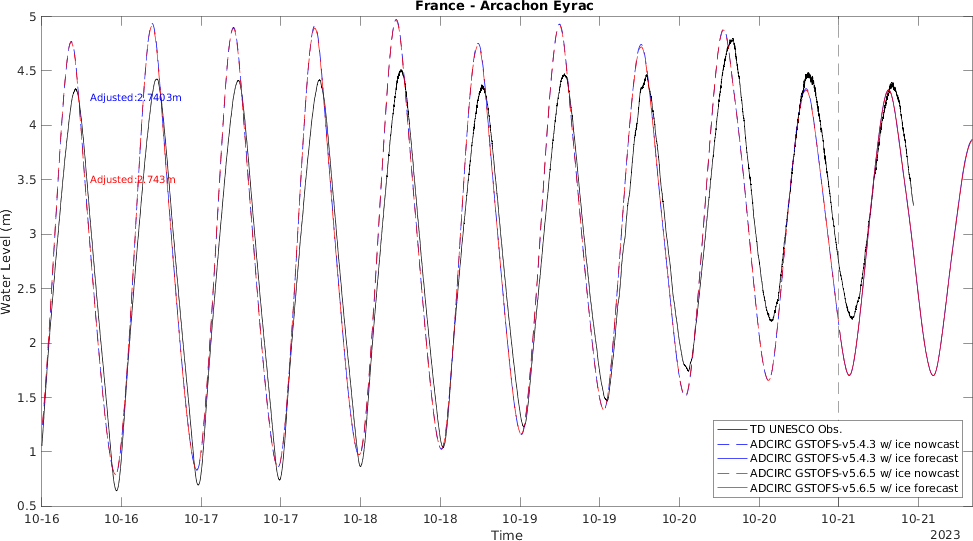 France - Arcachon Eyrac
5
4.5
4
3.5
3
2.5
2
1.5
1
0.5
Water Level (m)
Adjusted:2.7403m
Adjusted:2.743m
TD UNESCO Obs.
ADCIRC GSTOFS-v5.4.3 w/ ice nowcast
ADCIRC GSTOFS-v5.4.3 w/ ice forecast
ADCIRC GSTOFS-v5.6.5 w/ ice nowcast
ADCIRC GSTOFS-v5.6.5 w/ ice forecast
10-16 10-16 10-17 10-17 10-18 10-18 10-19 10-19 10-20 10-20 10-21 10-21
Time
2023